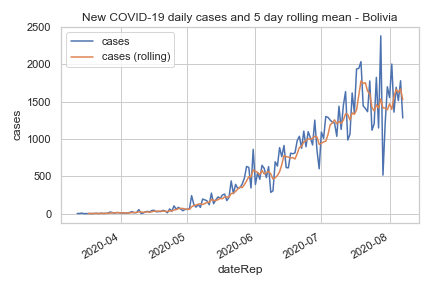 New COVID-19 daily cases and 5 day rolling mean - Bolivia
cases
cases (rolling)
2500
2000
1500
1000
500
0
cases
2020-04
2020-05
2020-06
2020-07
2020-08
dateRep